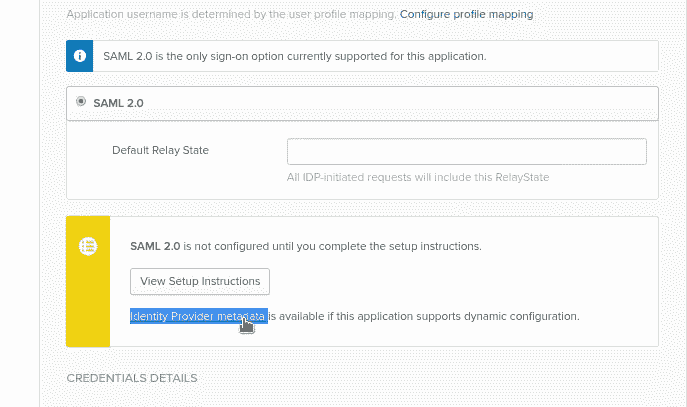 Application username is determined by the user profile mapping. Configure profile mapping
SAML 2.0 is the only sign-on option currently supported for this application.
SAML 2.0
Default Relay State
All IDP-initiated requests will include this RelayState
SAML 2.0 is not configured until you complete the setup instructions.
View Setup Instructions
Identity Provider metadata is available if this application supports dynamic configuration.
CREDENTIALS DETAILS